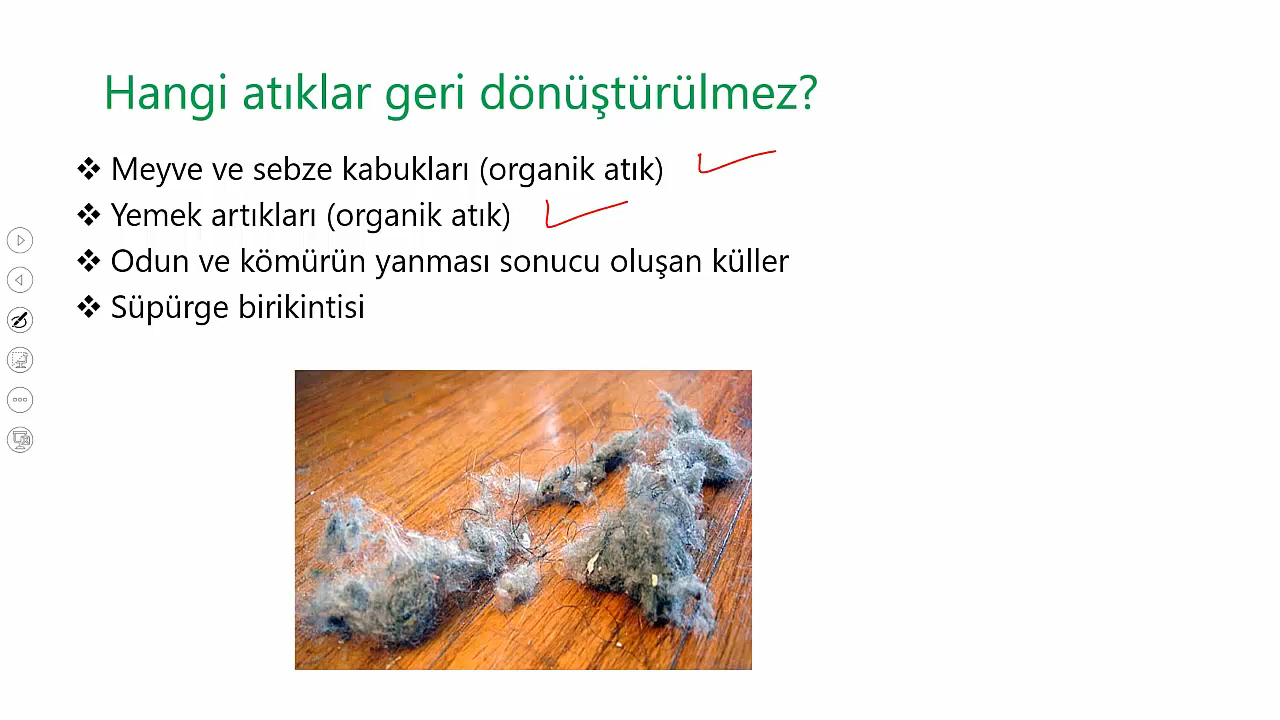 Hangi atıklar geri dönüştürülmez?
Meyve ve sebze kabukları (organik atık)
Yemek artıkları (organik atık)
Odun ve kömürün yanması sonucu oluşan küller
Süpürge birikintisi